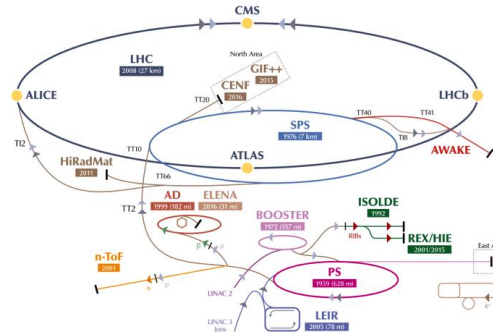 CMS
LHC
2008 (27 km)
North Area
GIF++
2015
CENF
2016
ALICE
LHCb
TT20
TT40
TT41
SPS
1976 (7 km)
TI2
TI8
TT10
HiRadMat
2011
ATLAS
AWAKE
TT66
AD
1999 (182 m)
ELENA
2016 (31 m)
TT2
BOOSTER
1972 (157 m)
ISOLDE
1992
RIBs
REX/HIE
2001/2015
p
p
East A
n-ToF
2001
n
p
PS
1959 (628 m)
LINAC 2
LINAC 3
Ions
LEIR
2005 (78 m)
e-